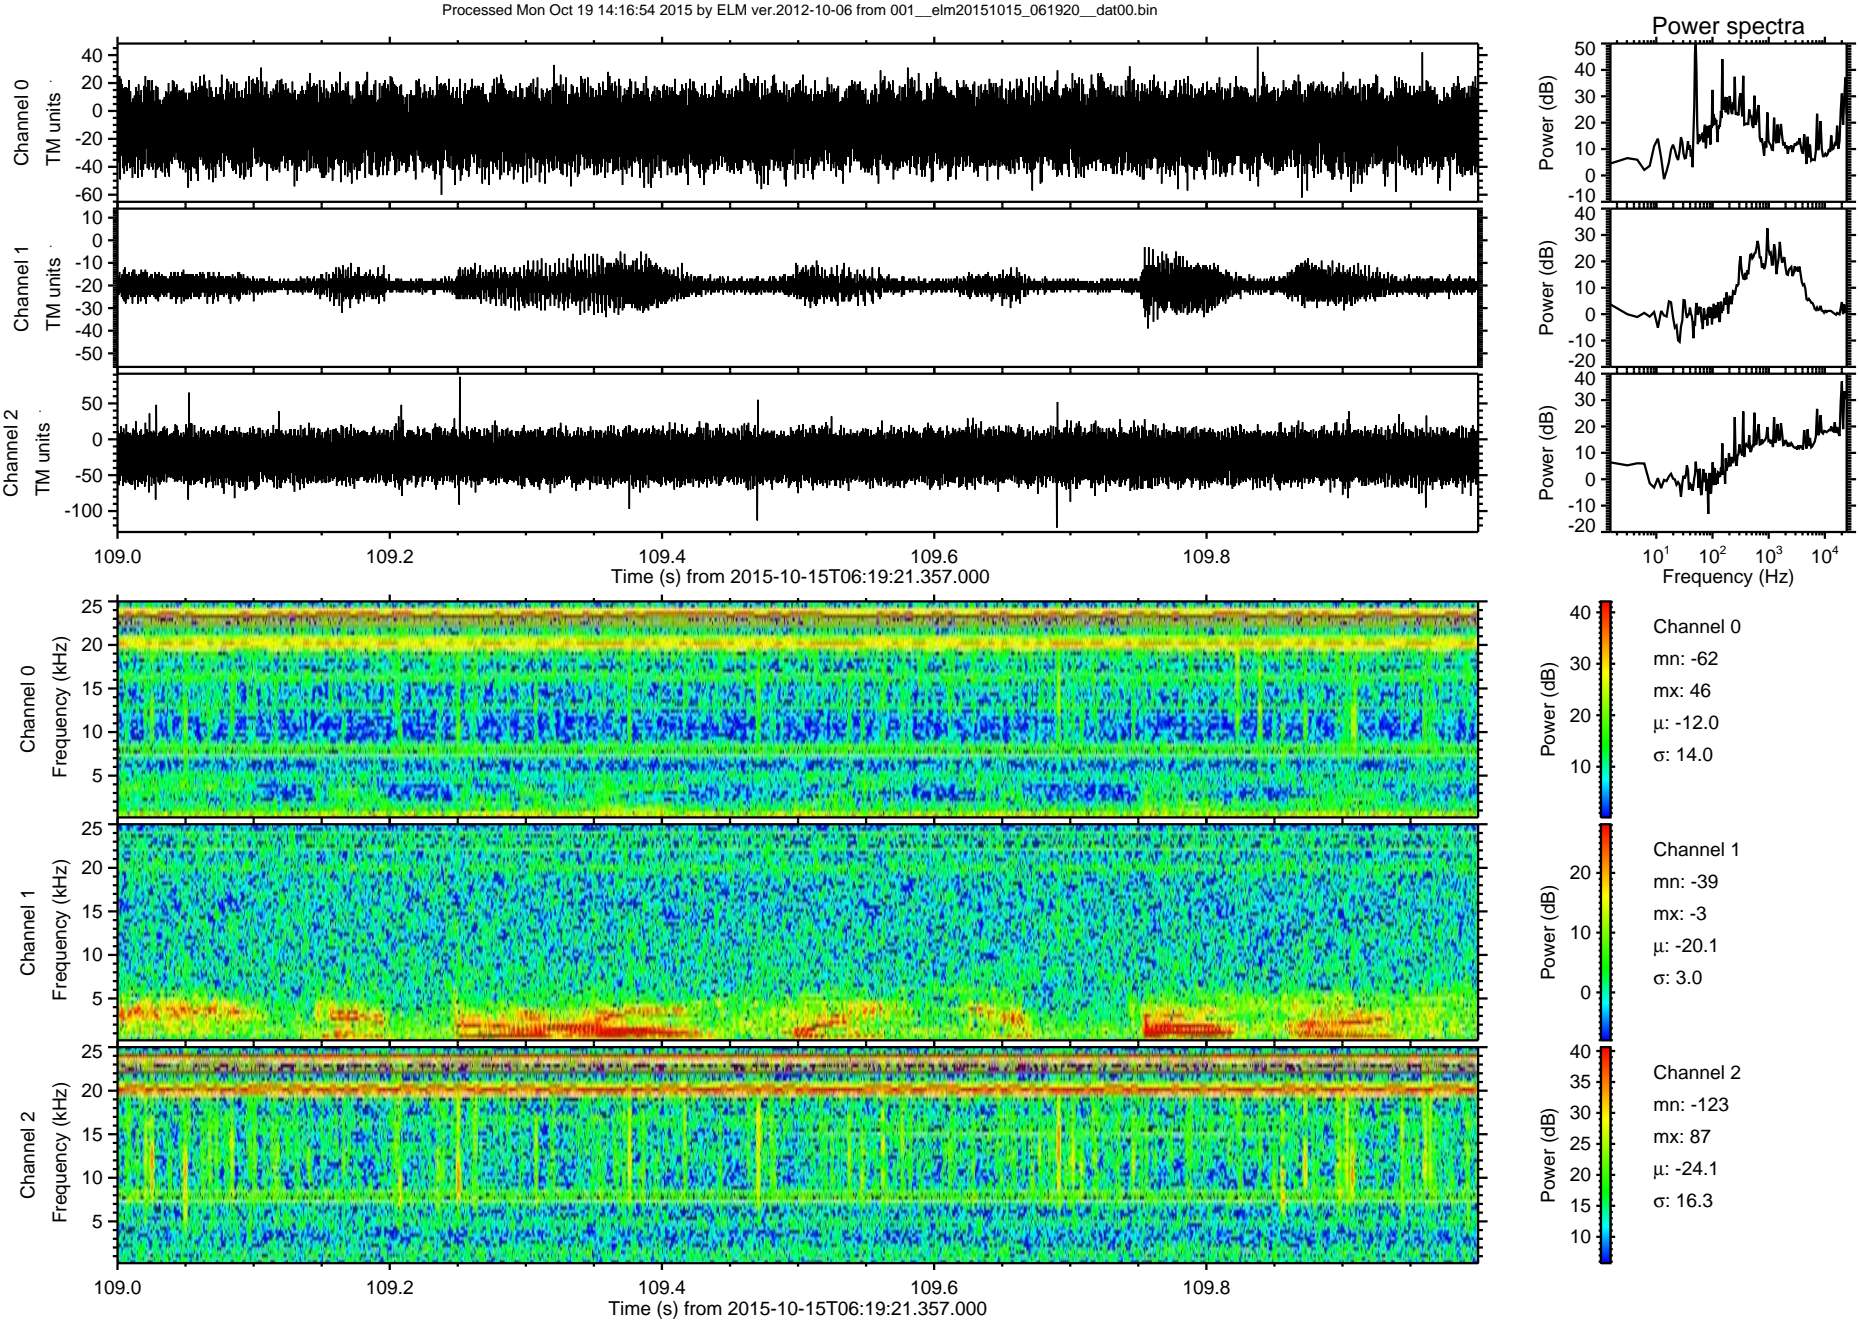 Processed Mon Oct 19 14:16:54 2015 by ELM ver.2012-10-06 from 001__elm20151015_061920__dat00.bin
Power spectra
Channel 0
TM units
40
20
0
-20
-40
-60
Power (dB)
50
40
30
20
10
0
-10
Channel 1
TM units
10
0
-10
-20
-30
-40
-50
Power (dB)
40
30
20
10
0
-10
-20
Channel 2
TM units
50
0
-50
-100
Power (dB)
40
30
20
10
0
-10
-20
109.0 109.2 109.4 109.6 109.8
Time (s) from 2015-10-15T06:19:21.357.000
10^1 10^2 10^3 10^4
Frequency (Hz)
Channel 0
Frequency (kHz)
25
20
15
10
5
Power (dB)
40
30
20
10
Channel 0
mn: -62
mx: 46
μ: -12.0
σ: 14.0
Channel 1
Frequency (kHz)
25
20
15
10
5
Power (dB)
20
10
0
Channel 1
mn: -39
mx: -3
μ: -20.1
σ: 3.0
Channel 2
Frequency (kHz)
25
20
15
10
5
Power (dB)
40
35
30
25
20
15
10
Channel 2
mn: -123
mx: 87
μ: -24.1
σ: 16.3
109.0 109.2 109.4 109.6 109.8
Time (s) from 2015-10-15T06:19:21.357.000